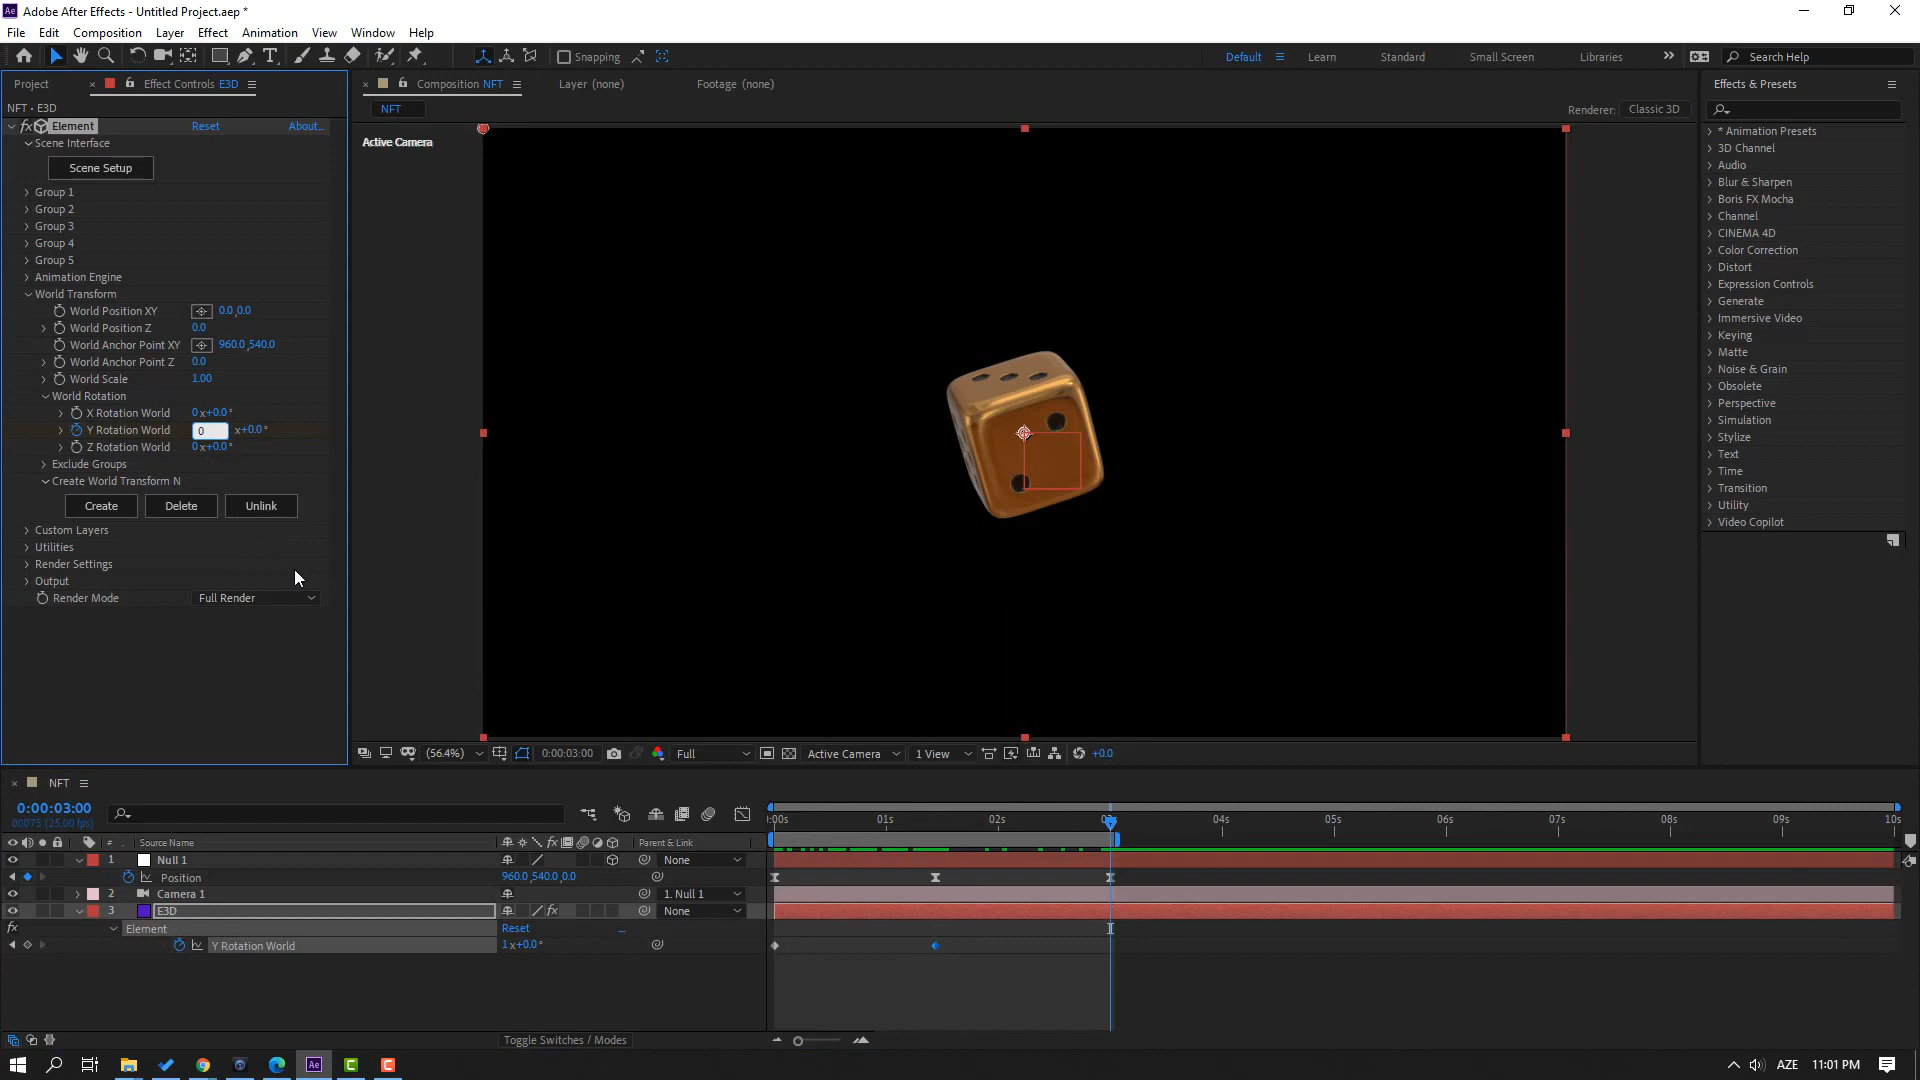 Ae Adobe After Effects - Untitled Project.aep *
File Edit Composition Layer Effect Animation View Window Help
Snapping Default Learn Standard Small Screen Libraries Search Help
Project Effect Controls E3D Composition NFT Layer (none) Footage (none) Effects & Presets
NFT • E3D
NFT
Renderer: Classic 3D
fx Element Reset About...
Scene Interface
Scene Setup
Group 1
Group 2
Group 3
Group 4
Group 5
Animation Engine
World Transform
World Position XY 0.0,0.0
World Position Z 0.0
World Anchor Point XY 960.0,540.0
World Anchor Point Z 0.0
World Scale 1.00
World Rotation
X Rotation World 0x+0.0°
Y Rotation World 0 x+0.0°
Z Rotation World 0x+0.0°
Exclude Groups
Create World Transform N
Create Delete Unlink
Custom Layers
Utilities
Render Settings
Output
Render Mode Full Render
Active Camera
* Animation Presets
3D Channel
Audio
Blur & Sharpen
Boris FX Mocha
Channel
CINEMA 4D
Color Correction
Distort
Expression Controls
Generate
Immersive Video
Keying
Matte
Noise & Grain
Obsolete
Perspective
Simulation
Stylize
Text
Time
Transition
Utility
Video Copilot
(56.4%) 0:00:03:00 Full Active Camera 1 View +0.0
NFT
0:00:03:00
00075 (25.00 fps)
:00s 01s 02s 03s 04s 05s 06s 07s 08s 09s 10s
# Source Name fx Parent & Link
1 Null 1 None
Position 960.0,540.0,0.0
2 Camera 1 1. Null 1
3 E3D fx None
fx Element Reset ...
Y Rotation World 1x+0.0°
Toggle Switches / Modes
Ae C C AZE 11:01 PM